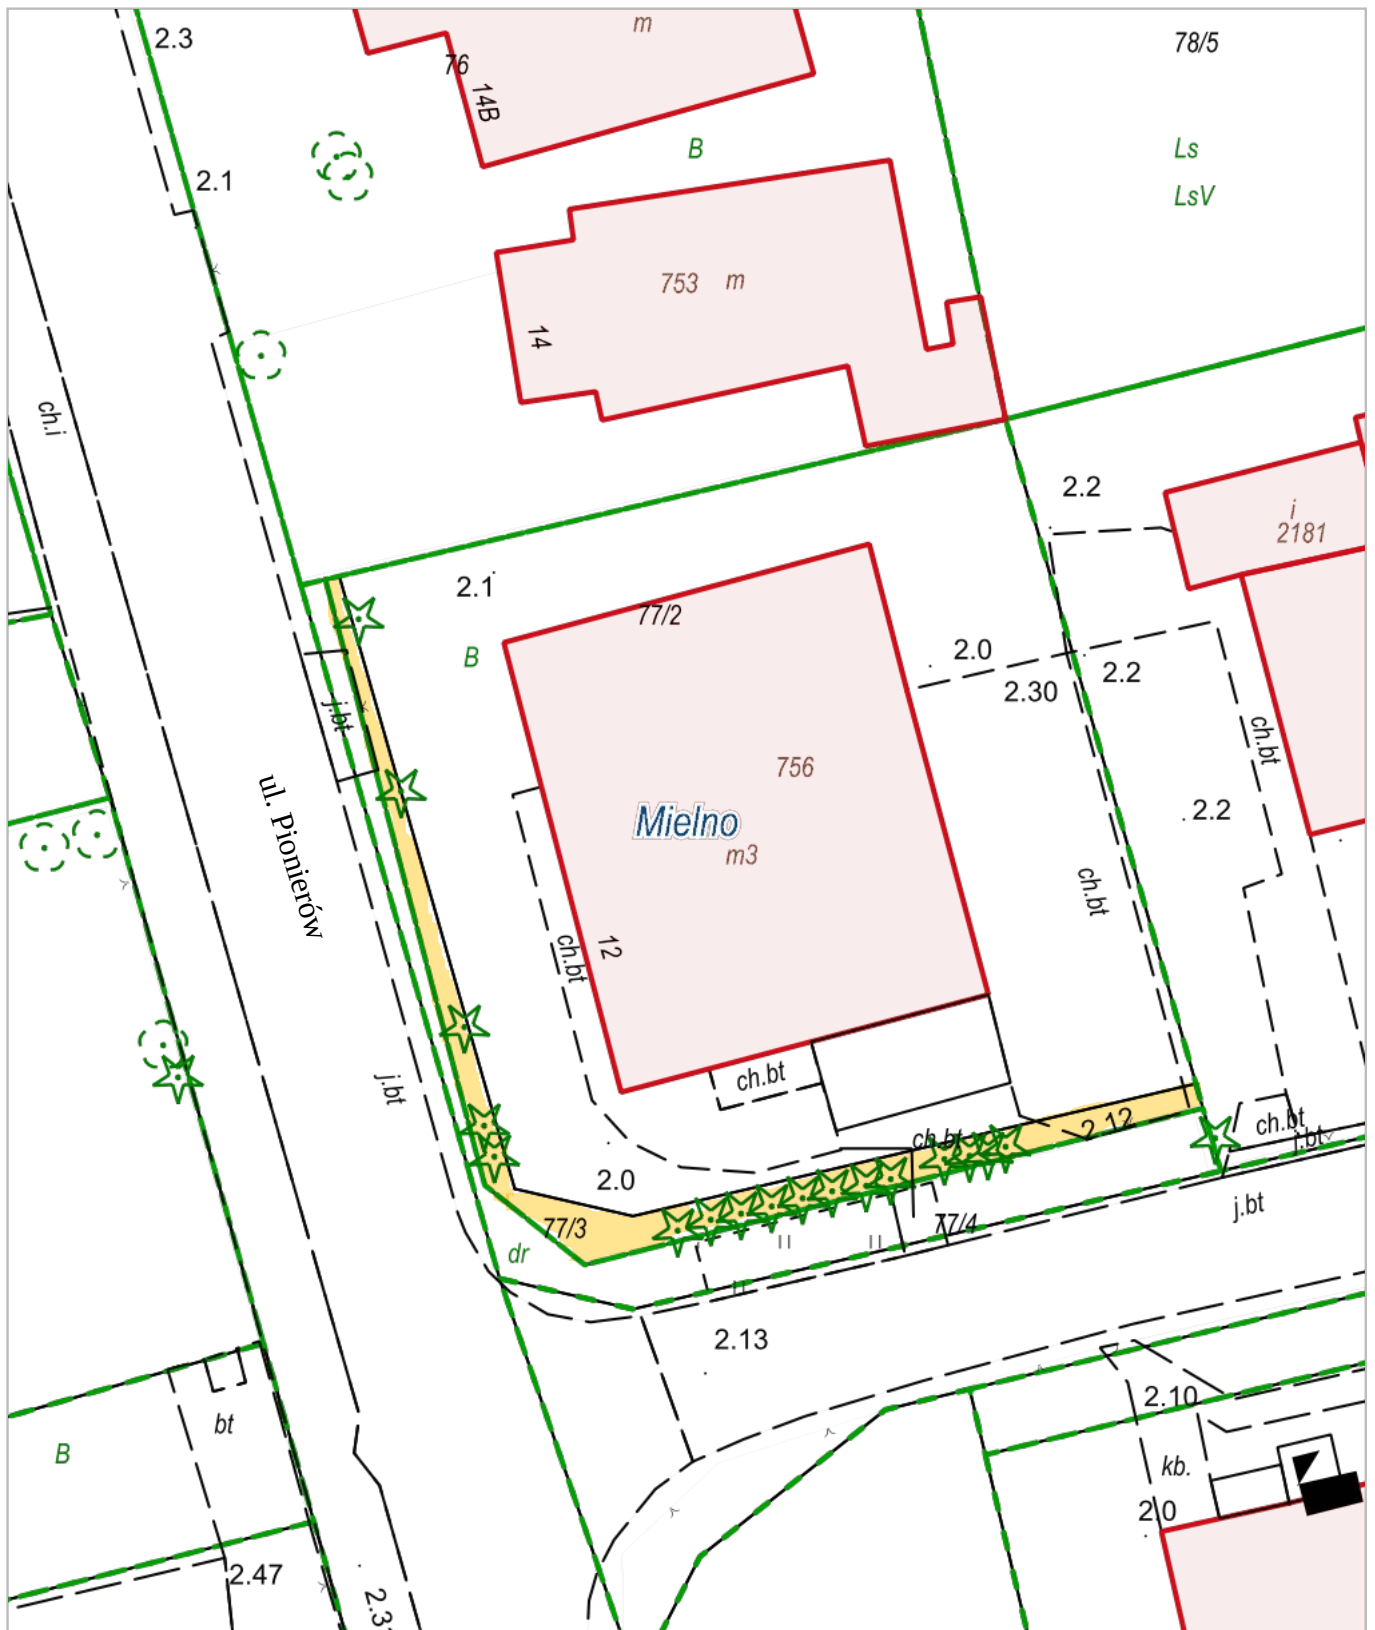 2.3
m
78/5
76
14B
B
Ls
2.1
LsV
753 m
14
ch.i
2.2
i
2181
2.1
77/2
B
2.0
2.2
2.30
j.bt
ch.bt
756
ul. Pionierów
Mielno
2.2
m3
ch.bt
12
ch.bt
ch.bt
j.bt
2.12
ch.bt
ch.bt
j.bt
2.0
77/3
77/4
j.bt
dr
2.13
2.10
bt
B
kb.
2.0
2.47